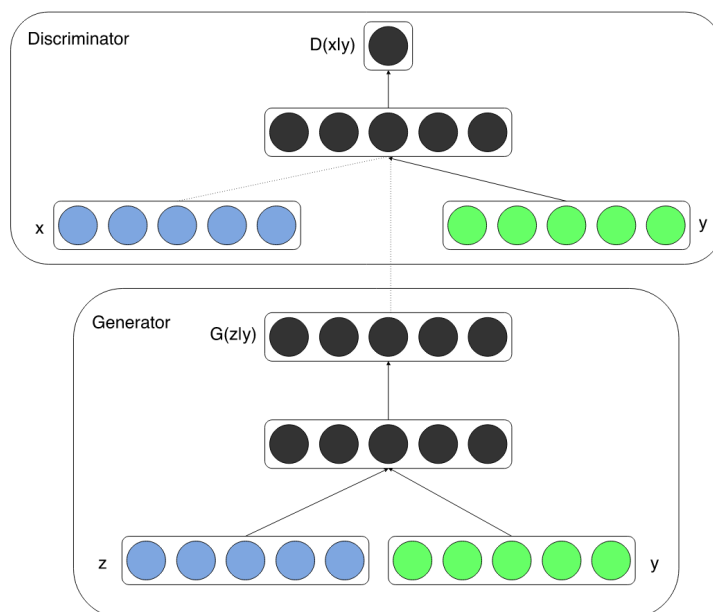 Discriminator
D(x|y)
x
y
Generator
G(z|y)
z
y